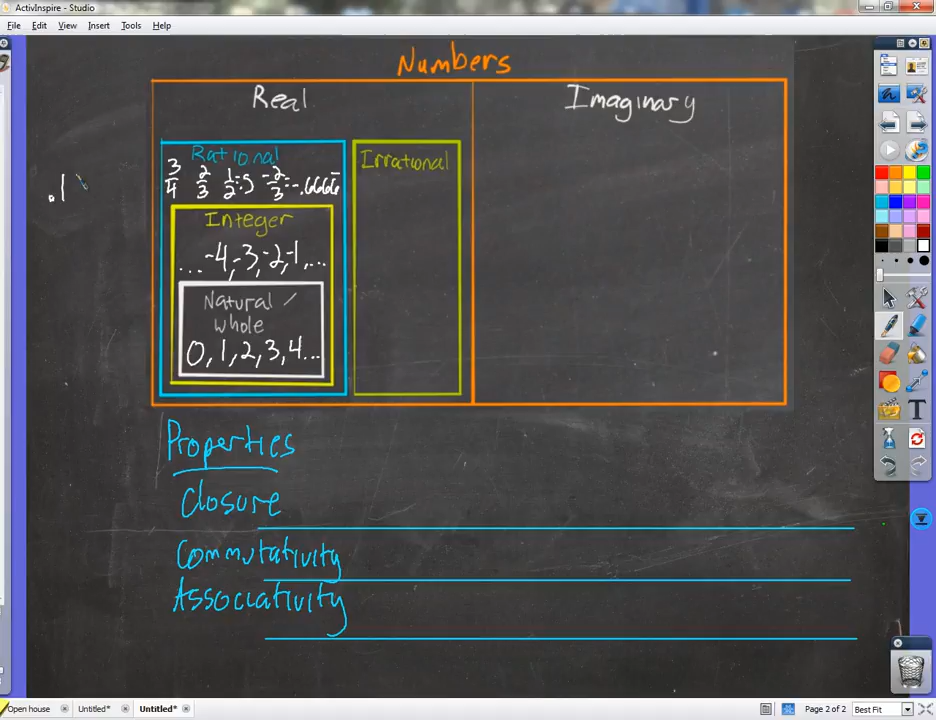 ActivInspire - Studio
File Edit View Insert Tools Help
Numbers
Real
Imaginary
Rational
Irrational
3/4 2/3 1/2=.5 -2/3=-.6666
.1
Integer
...-4,-3,-2,-1,...
Natural /
whole
0,1,2,3,4...
Properties
Closure
Commutativity
Associativity
Open house Untitled* Untitled* Page 2 of 2 Best Fit